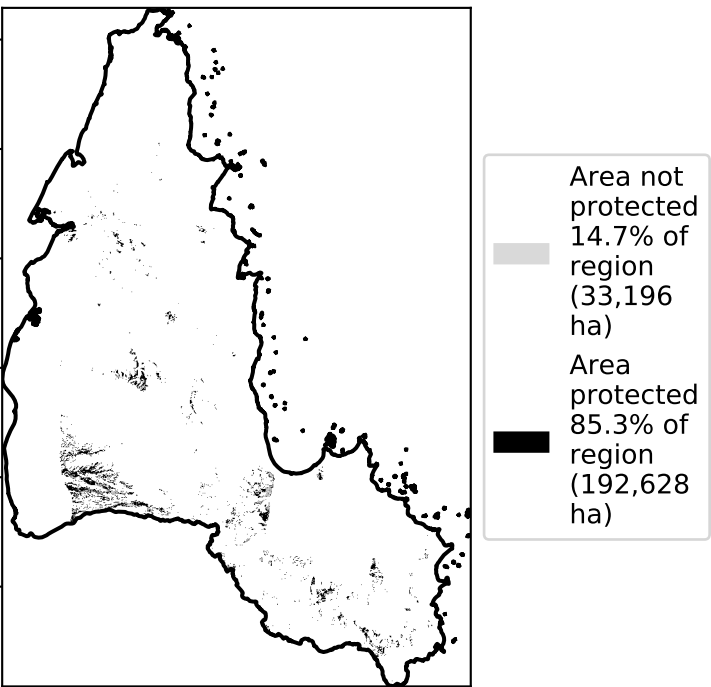 Area not
protected
14.7% of
region
(33,196
ha)
Area
protected
85.3% of
region
(192,628
ha)